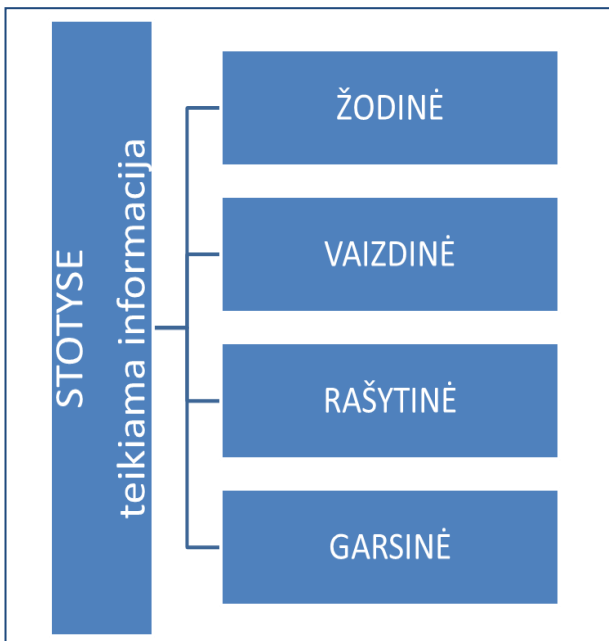 STOTYSE
teikiama informacija
ŽODINĖ
VAIZDINĖ
RAŠYTINĖ
GARSINĖ